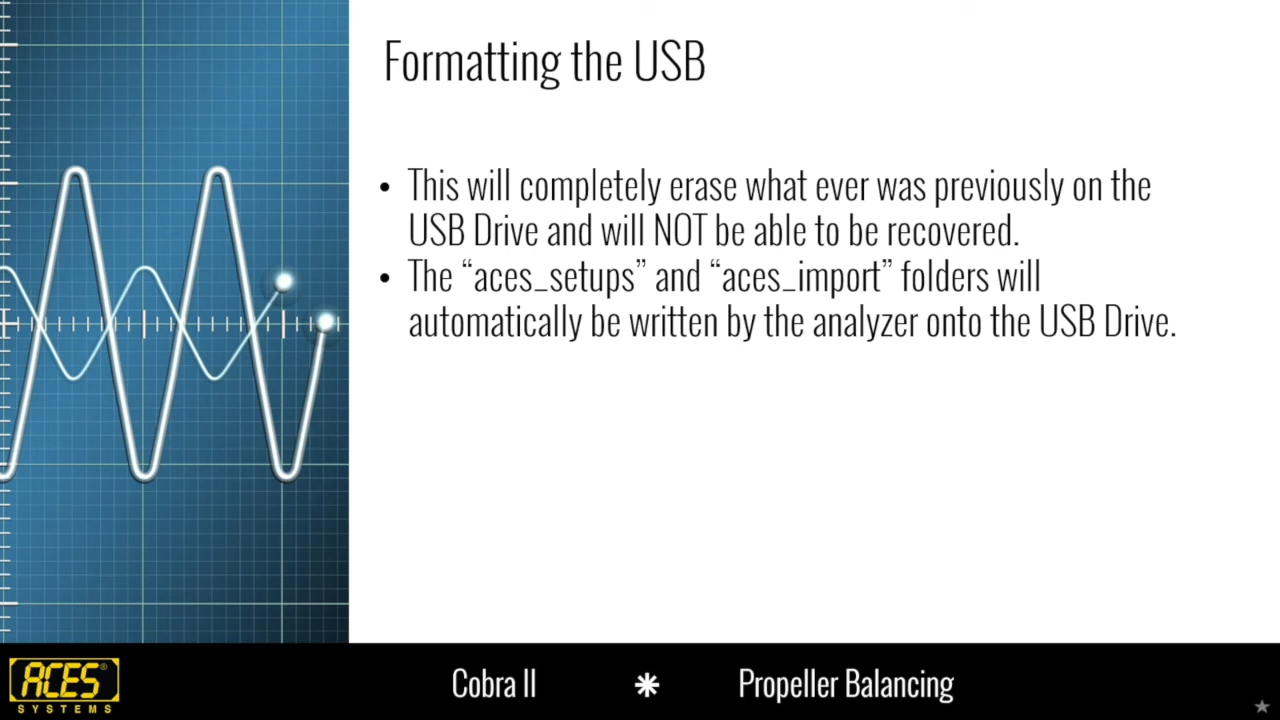 Formatting the USB
• This will completely erase what ever was previously on the
USB Drive and will NOT be able to be recovered.
• The “aces_setups” and “aces_import” folders will
automatically be written by the analyzer onto the USB Drive.
ACES®
SYSTEMS
Cobra II
Propeller Balancing